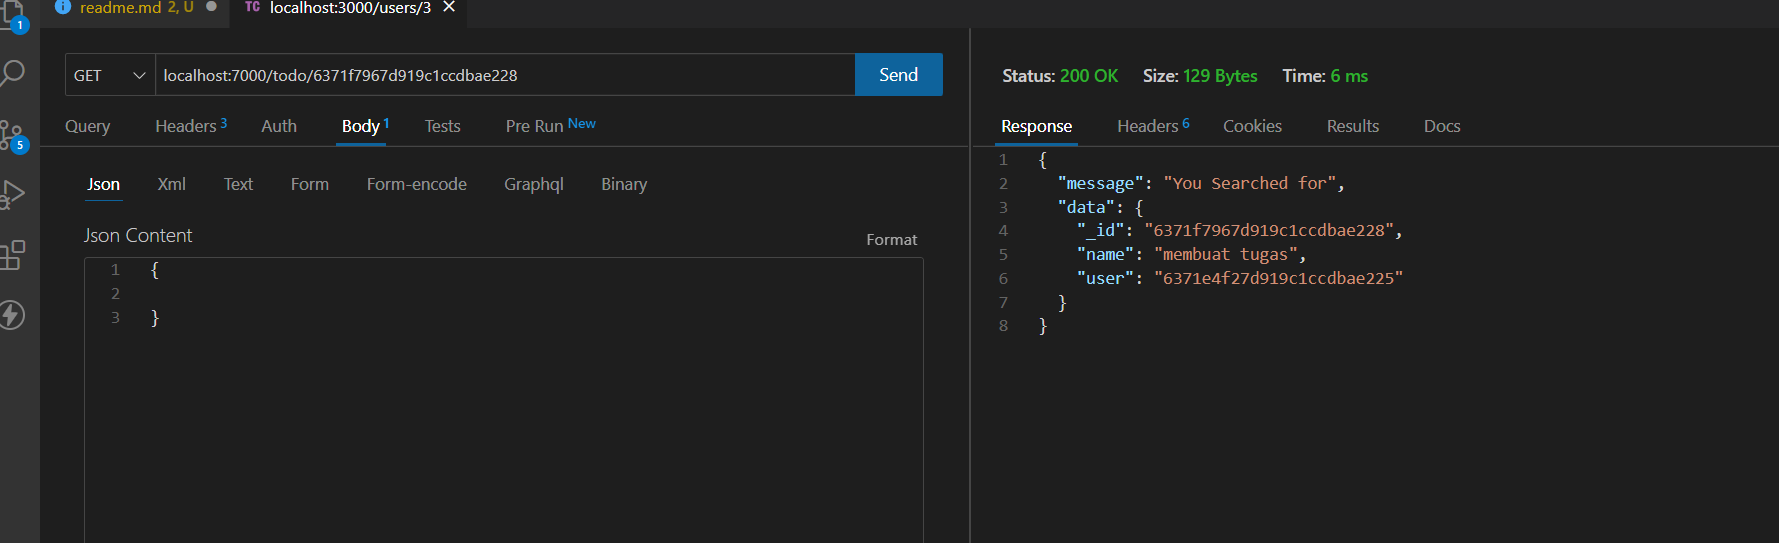 readme.md 2, U
TC localhost:3000/users/3
1
5
GET localhost:7000/todo/6371f7967d919c1ccdbae228 Send
Query Headers 3 Auth Body 1 Tests Pre Run New
Json Xml Text Form Form-encode Graphql Binary
Json Content Format
1 {
2
3 }
Status: 200 OK Size: 129 Bytes Time: 6 ms
Response Headers 6 Cookies Results Docs
1 {
2 "message": "You Searched for",
3 "data": {
4 "_id": "6371f7967d919c1ccdbae228",
5 "name": "membuat tugas",
6 "user": "6371e4f27d919c1ccdbae225"
7 }
8 }